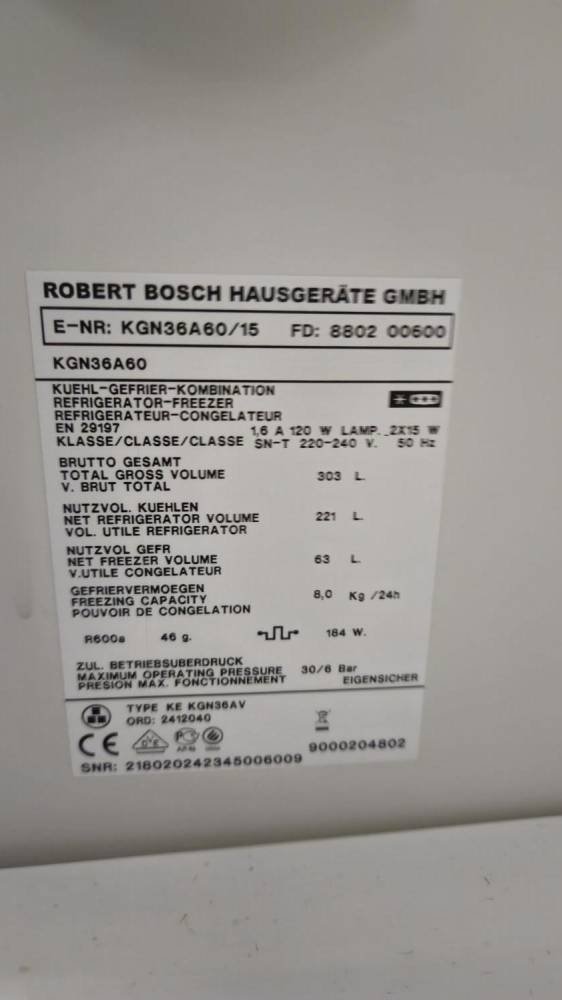 ROBERT BOSCH HAUSGERÄTE GMBH
E-NR: KGN36A60/15 FD: 8802 00600
KGN36A60
KUEHL-GEFRIER-KOMBINATION
REFRIGERATOR-FREEZER
REFRIGERATEUR-CONGELATEUR
EN 29197 1,6 A 120 W LAMP. 2X15 W
KLASSE/CLASSE/CLASSE SN-T 220-240 V. 50 Hz
BRUTTO GESAMT
TOTAL GROSS VOLUME 303 L
V. BRUT TOTAL
NUTZVOL. KUEHLEN
NET REFRIGERATOR VOLUME 221 L
VOL. UTILE REFRIGERATOR
NUTZVOL GEFR
NET FREEZER VOLUME 63 L
V.UTILE CONGELATEUR
GEFRIERVERMOEGEN
FREEZING CAPACITY 8,0 Kg /24h
POUVOIR DE CONGELATION
R600a 46 g. 184 W.
ZUL. BETRIEBSUBERDRUCK
MAXIMUM OPERATING PRESSURE 30/6 Bar
PRESION MAX. FONCTIONNEMENT EIGENSICHER
TYPE KE KGN36AV
ORD: 2412040
CE
9000204802
SNR: 218020242345006009